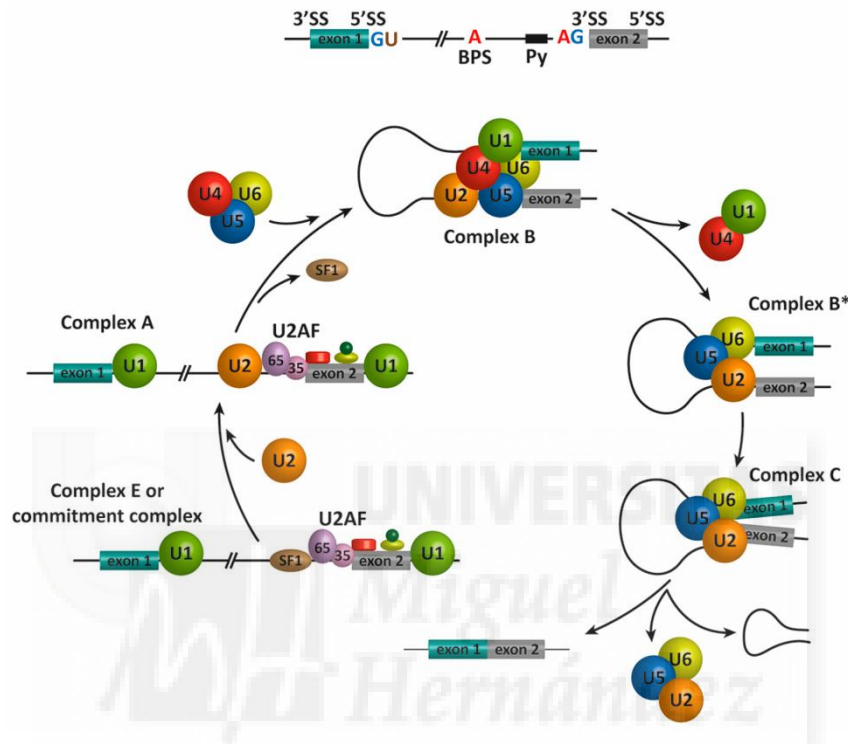 3'SS 5'SS 3'SS 5'SS
exon 1 GU A AG exon 2
BPS Py
U1 exon 1
U4 U6
U2 U5 exon 2
Complex B
U4 U6
U5
U1
U4
SF1
Complex A
U2AF
exon 1 U1 U2 65 35 exon 2 U1
Complex B*
U6 exon 1
U5
U2 exon 2
U2
Complex E or
commitment complex
U2AF
exon 1 U1 SF1 65 35 exon 2 U1
Complex C
U6 exon 1
U5
U2 exon 2
exon 1 exon 2
U6
U5
U2
UNIVERSITAS
Miguel
Hernández